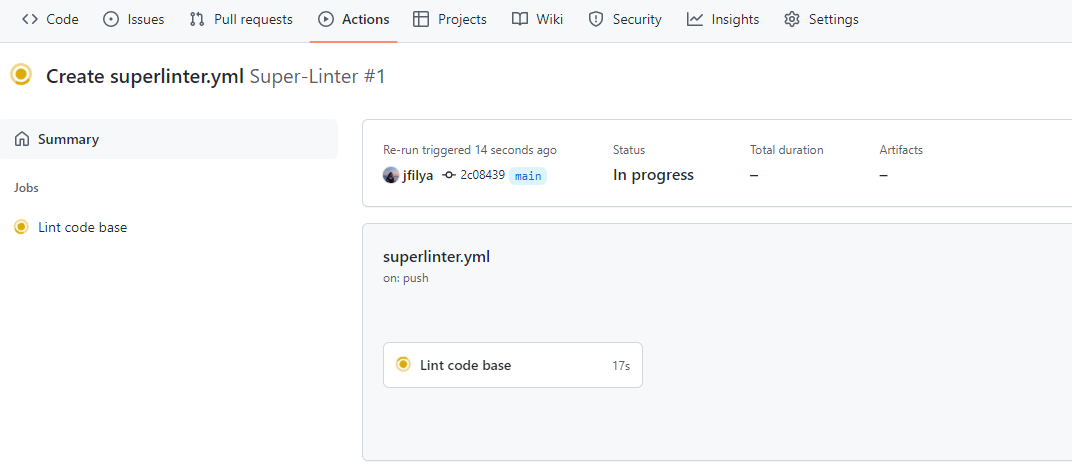 Code Issues Pull requests Actions Projects Wiki Security Insights Settings
Create superlinter.yml Super-Linter #1
Summary
Jobs
Lint code base
Re-run triggered 14 seconds ago Status Total duration Artifacts
jfilya 2c08439 main In progress – –
superlinter.yml
on: push
Lint code base 17s